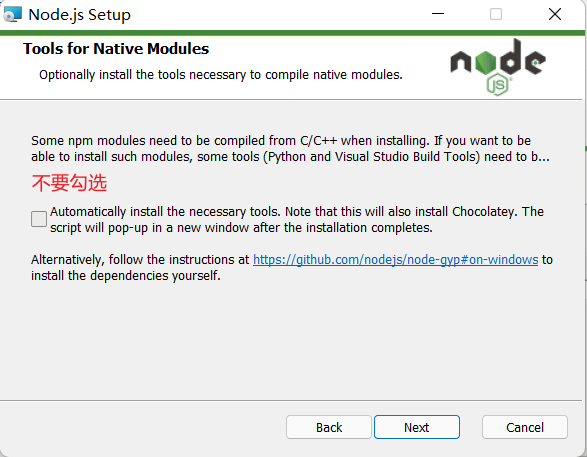 Node.js Setup
Tools for Native Modules
Optionally install the tools necessary to compile native modules.
node
JS
Some npm modules need to be compiled from C/C++ when installing. If you want to be
able to install such modules, some tools (Python and Visual Studio Build Tools) need to b...
不要勾选
Automatically install the necessary tools. Note that this will also install Chocolatey. The
script will pop-up in a new window after the installation completes.
Alternatively, follow the instructions at https://github.com/nodejs/node-gyp#on-windows to
install the dependencies yourself.
Back Next Cancel